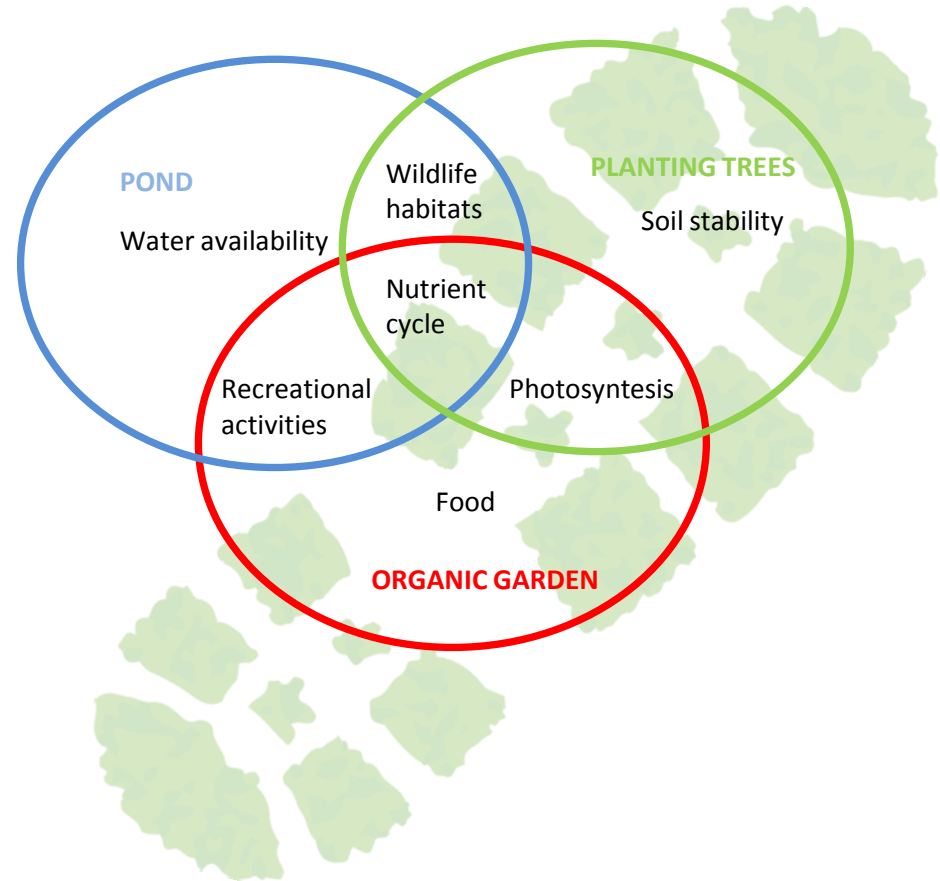 POND
Water availability
Wildlife
habitats
PLANTING TREES
Soil stability
Nutrient
cycle
Recreational
activities
Photosyntesis
Food
ORGANIC GARDEN